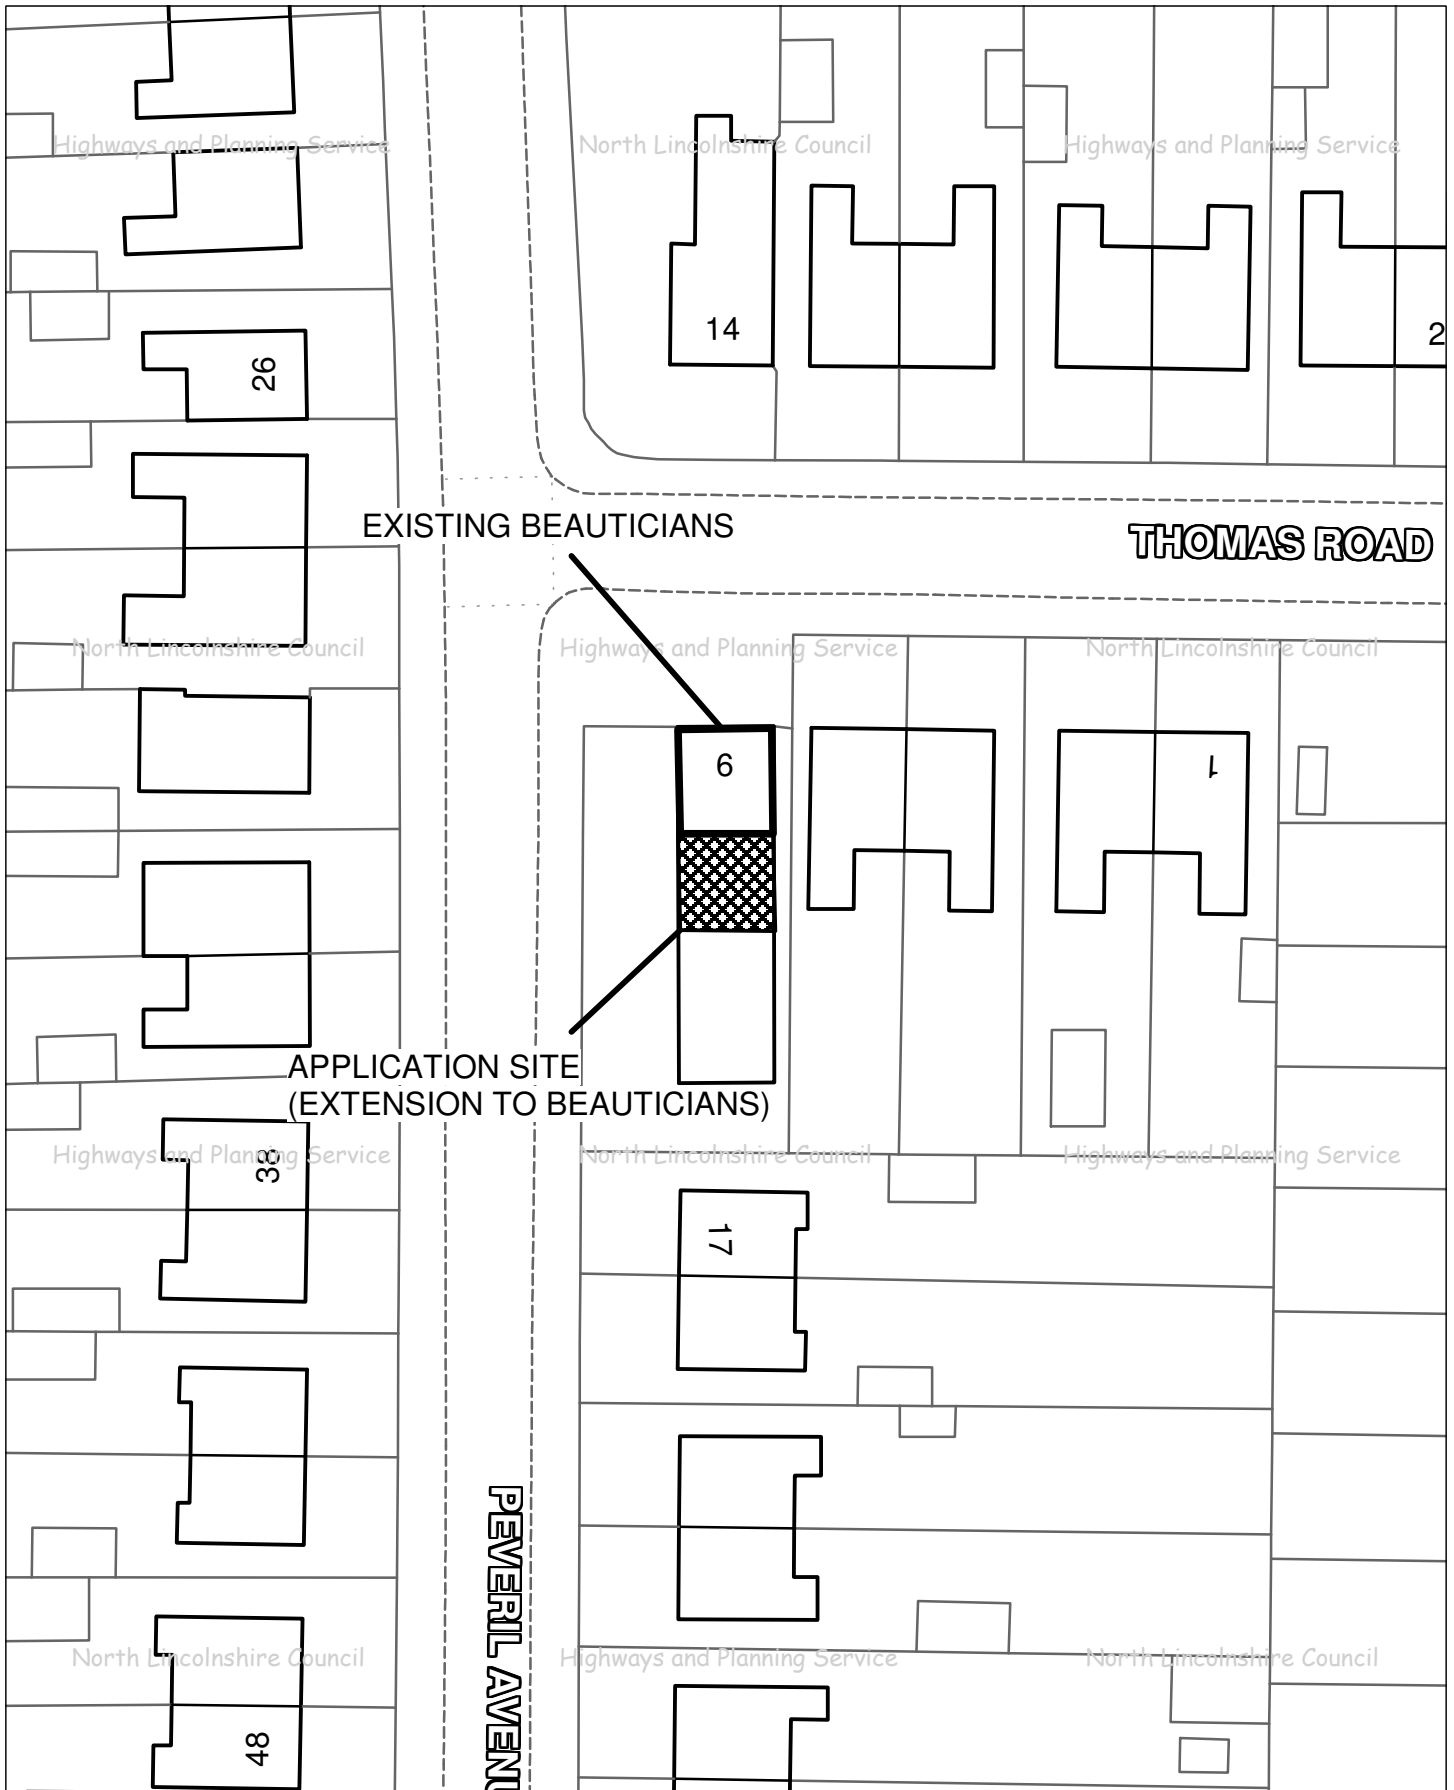 Highways and Planning Service
North Lincolnshire Council
Highways and Planning Service
14
2
26
EXISTING BEAUTICIANS
THOMAS ROAD
North Lincolnshire Council
Highways and Planning Service
North Lincolnshire Council
6
1
APPLICATION SITE
(EXTENSION TO BEAUTICIANS)
Highways and Planning Service
North Lincolnshire Council
Highways and Planning Service
38
17
PEVERIL AVENU
North Lincolnshire Council
Highways and Planning Service
North Lincolnshire Council
48